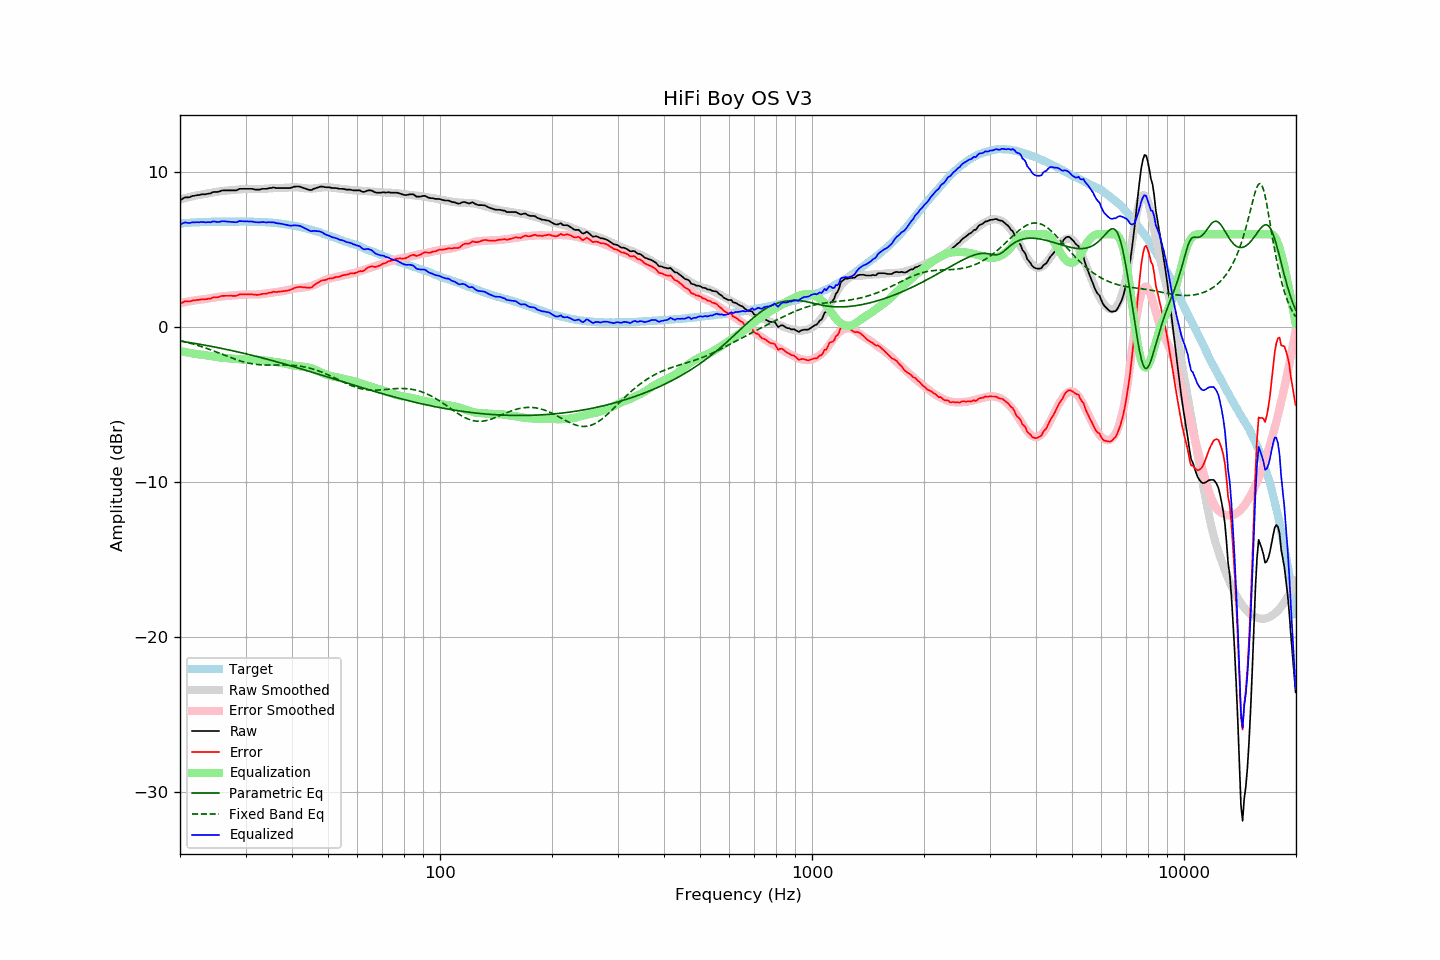 HiFi Boy OS V3
10
0
−10
−20
−30
Amplitude (dBr)
Target
Raw Smoothed
Error Smoothed
Raw
Error
Equalization
Parametric Eq
Fixed Band Eq
Equalized
100
1000
10000
Frequency (Hz)